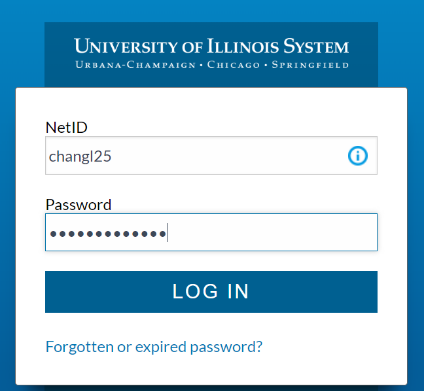 UNIVERSITY OF ILLINOIS SYSTEM
URBANA-CHAMPAIGN • CHICAGO • SPRINGFIELD
NetID
changl25
Password
•••••••••••••
LOG IN
Forgotten or expired password?